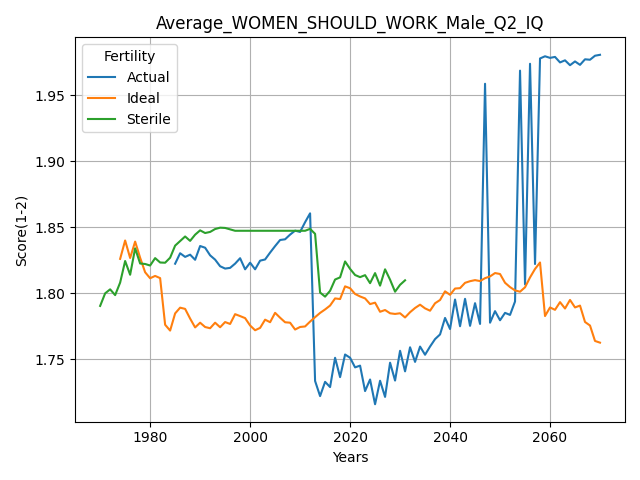 Average_WOMEN_SHOULD_WORK_Male_Q2_IQ
Fertility
Actual
Ideal
Sterile
Score(1-2)
1.95
1.90
1.85
1.80
1.75
1980 2000 2020 2040 2060
Years